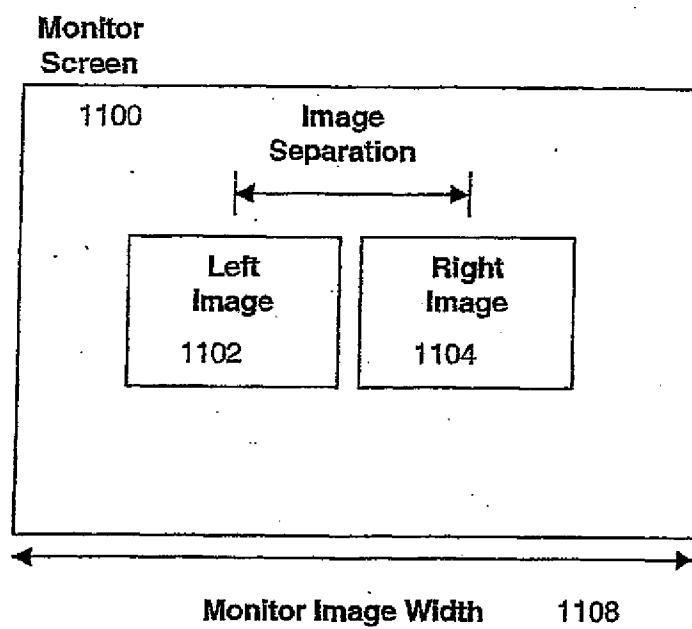 Monitor
Screen
1100
Image
Separation
Left
Image
1102
Right
Image
1104
Monitor Image Width 1108